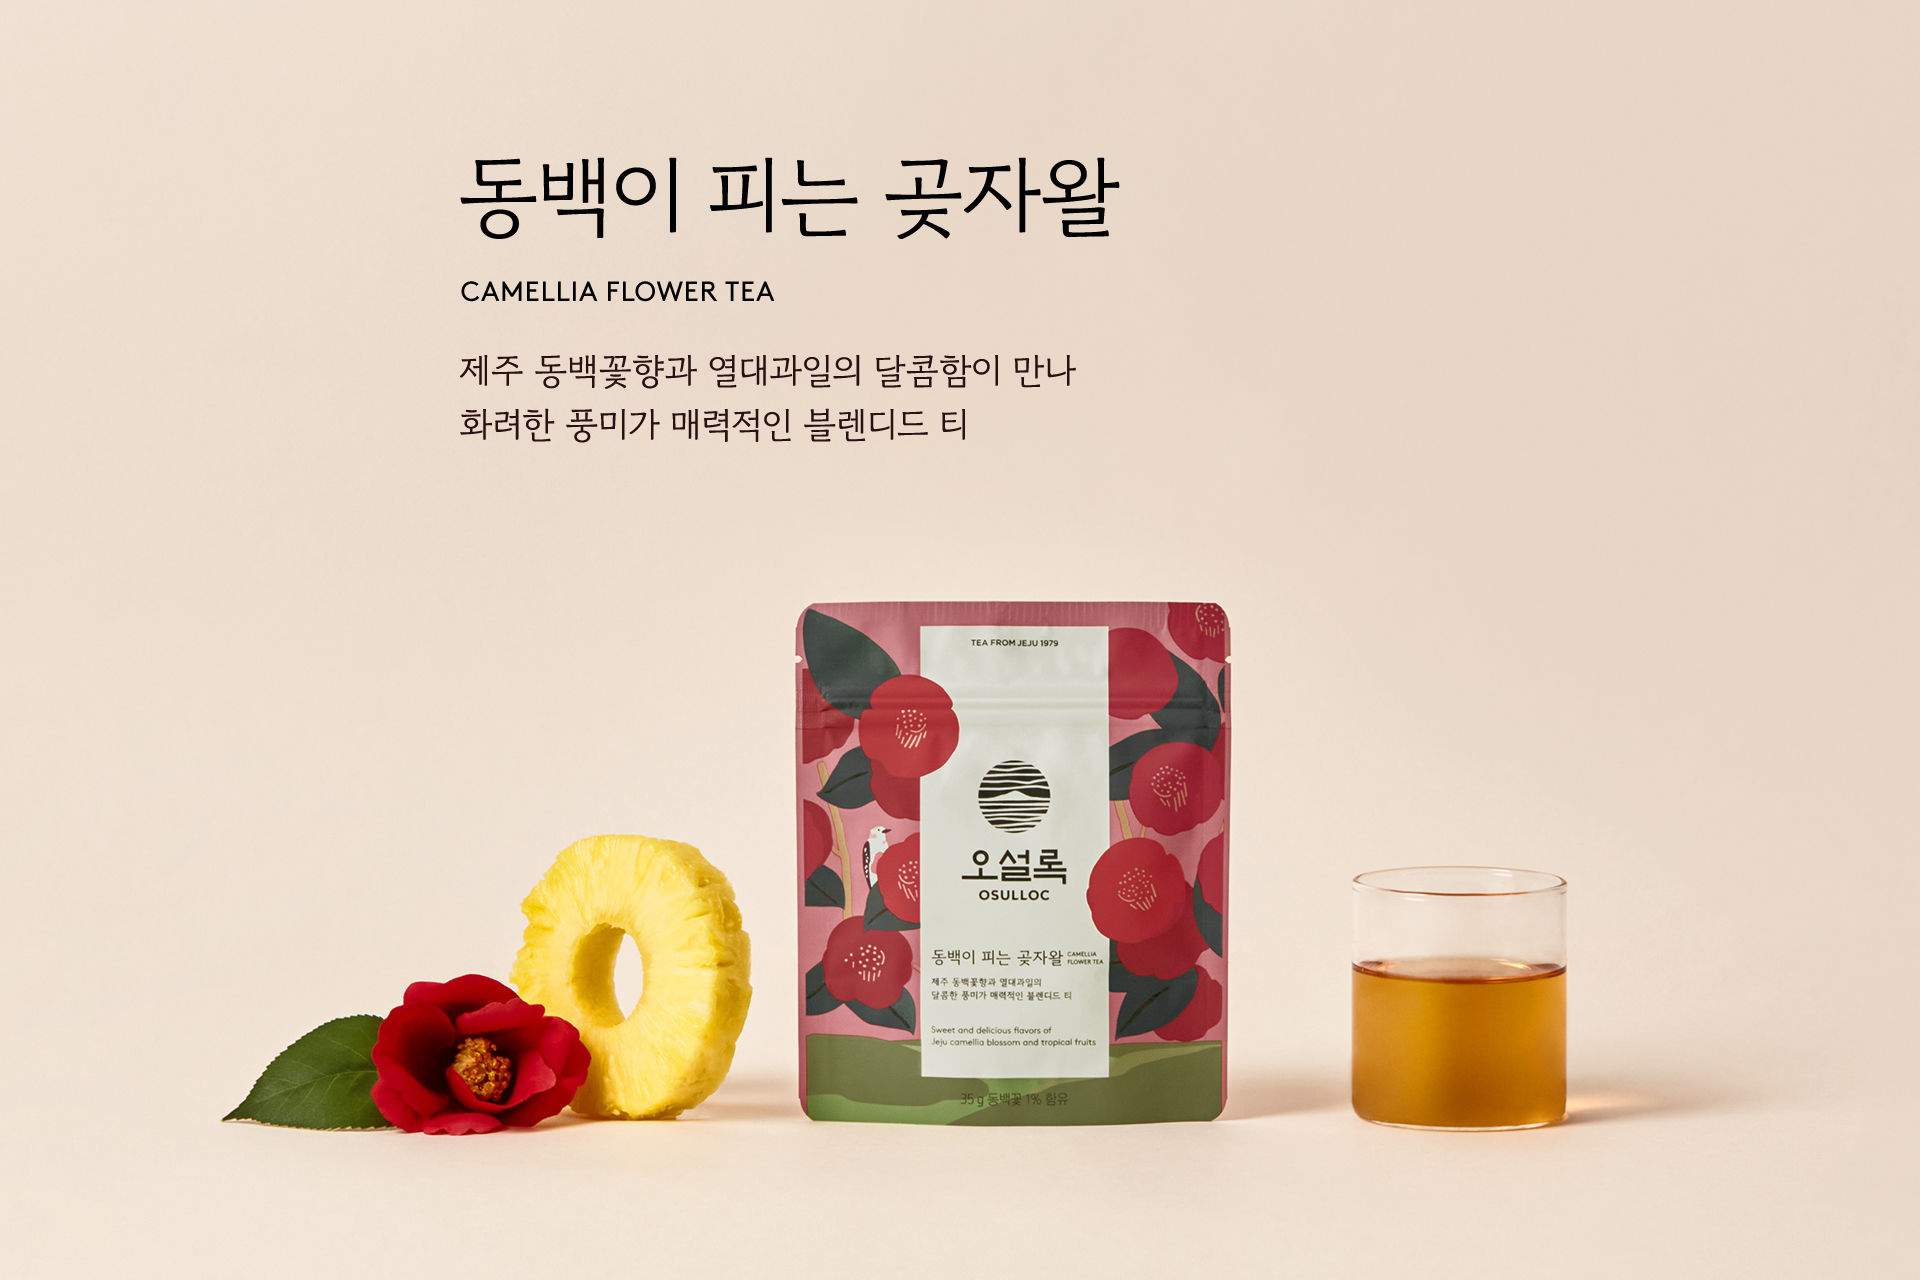 동백이 피는 곶자왈
CAMELLIA FLOWER TEA
제주 동백꽃향과 열대과일의 달콤함이 만나
화려한 풍미가 매력적인 블렌디드 티
TEA FROM JEJU 1979
오설록
OSULLOC
동백이 피는 곶자왈
CAMELLIA
FLOWER TEA
제주 동백꽃향과 열대과일의
달콤한 풍미가 매력적인 블렌디드 티
Sweet and delicious flavors of
Jeju camellia blossom and tropical fruits
35 g 동백꽃 1% 함유